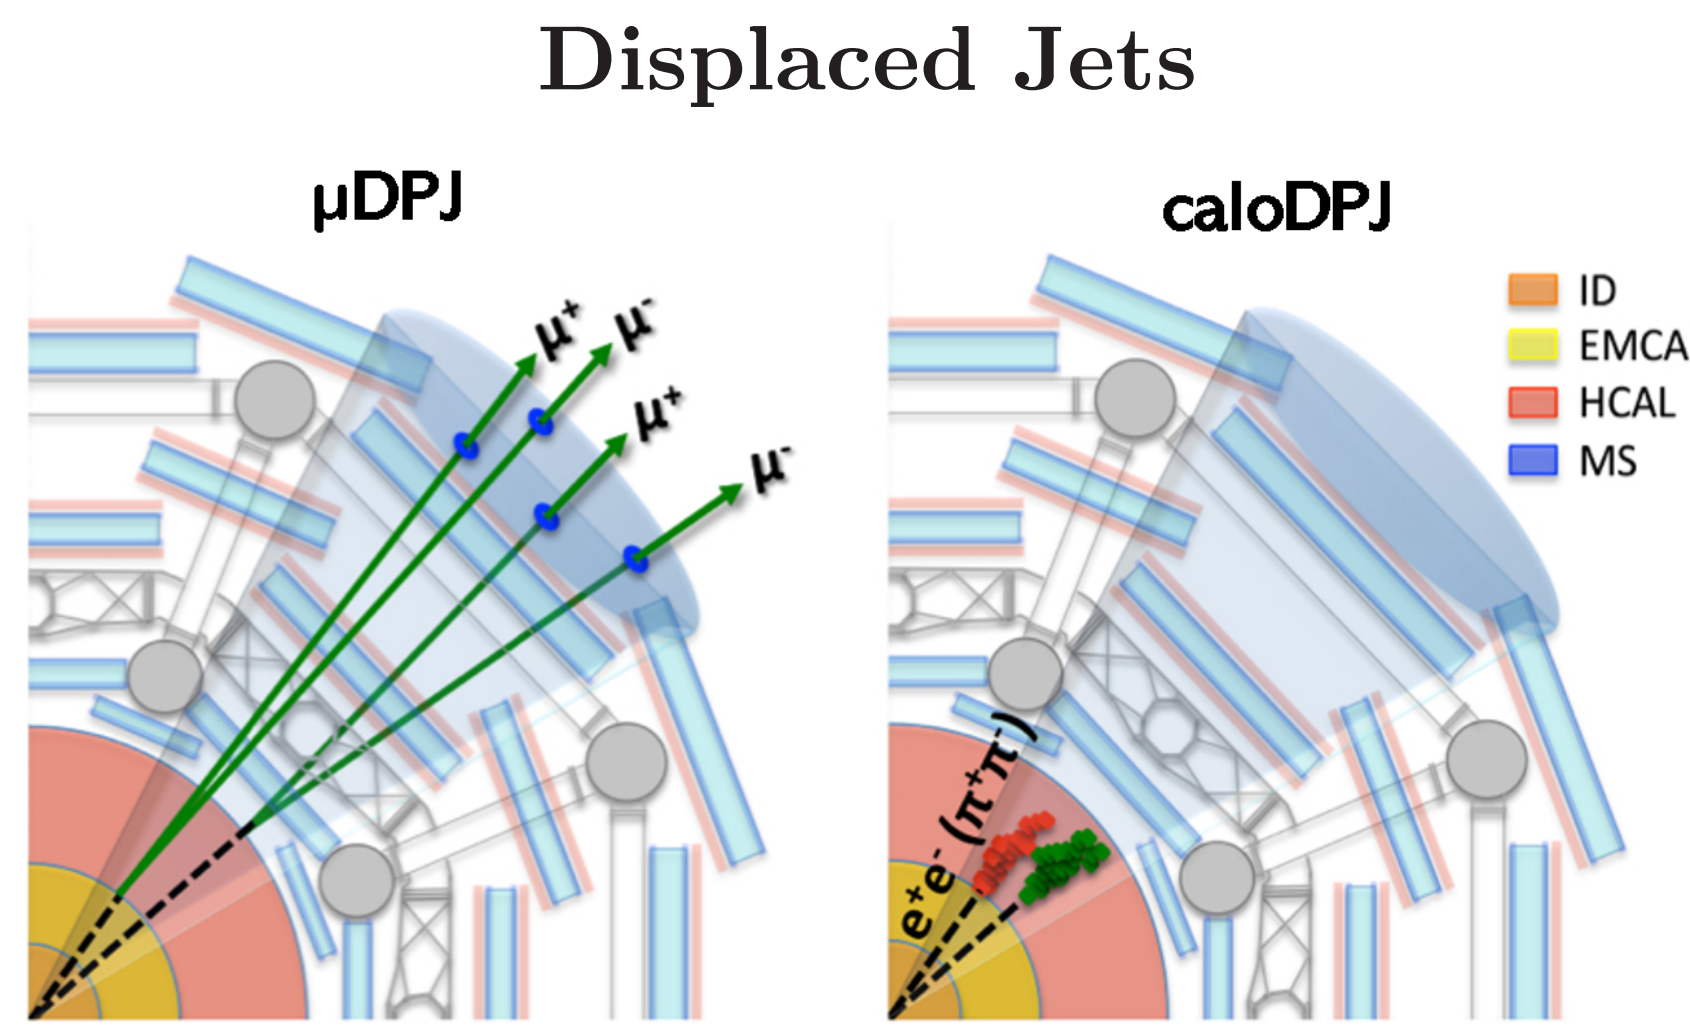 Displaced Jets
μDPJ
μ⁺
μ⁻
μ⁺
μ⁻
caloDPJ
e⁺e⁻(π⁺π⁻)
ID
EMCA
HCAL
MS